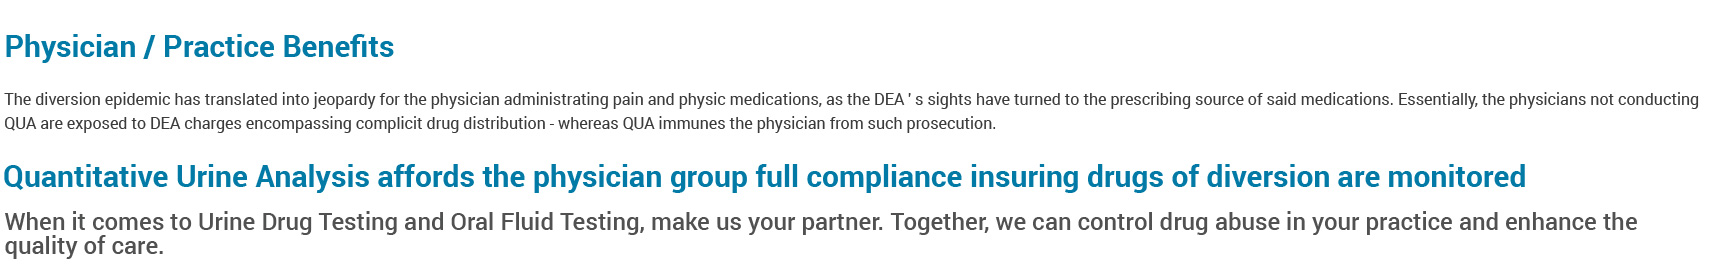 Physician / Practice Benefits
The diversion epidemic has translated into jeopardy for the physician administrating pain and physic medications, as the DEA ' s sights have turned to the prescribing source of said medications. Essentially, the physicians not conducting
QUA are exposed to DEA charges encompassing complicit drug distribution - whereas QUA immunes the physician from such prosecution.
Quantitative Urine Analysis affords the physician group full compliance insuring drugs of diversion are monitored
When it comes to Urine Drug Testing and Oral Fluid Testing, make us your partner. Together, we can control drug abuse in your practice and enhance the
quality of care.